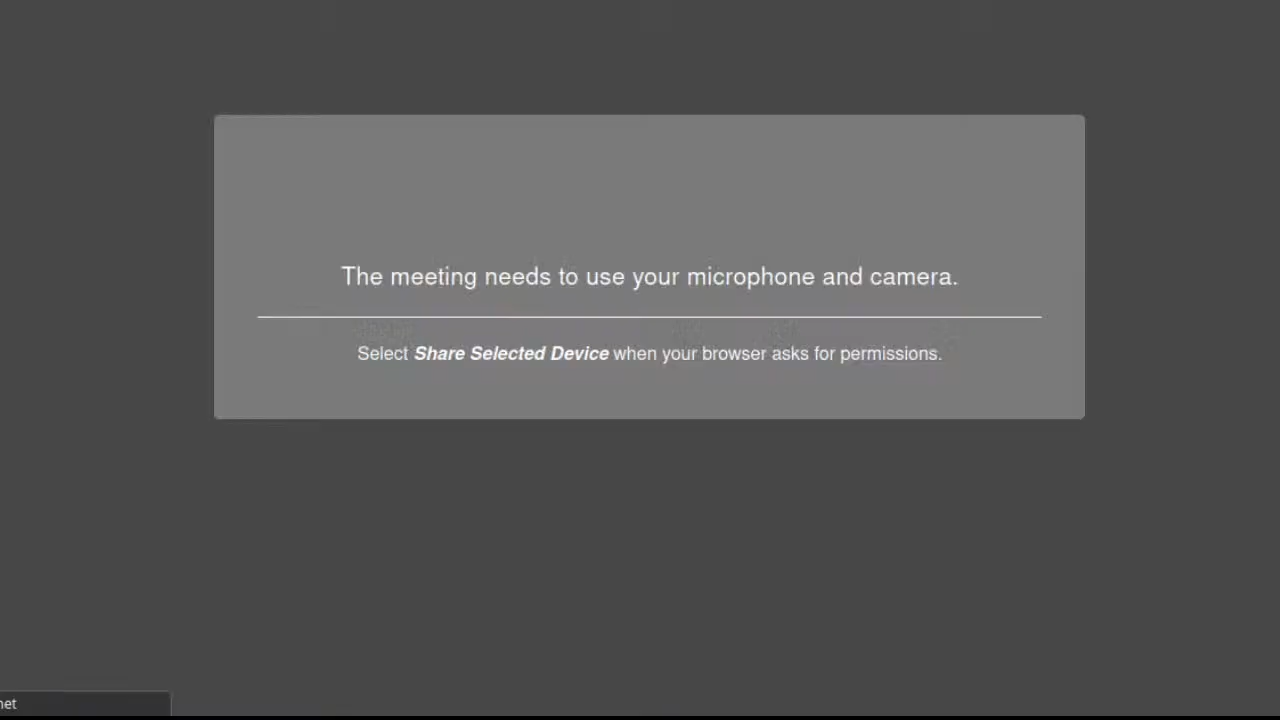 The meeting needs to use your microphone and camera.
Select Share Selected Device when your browser asks for permissions.
net